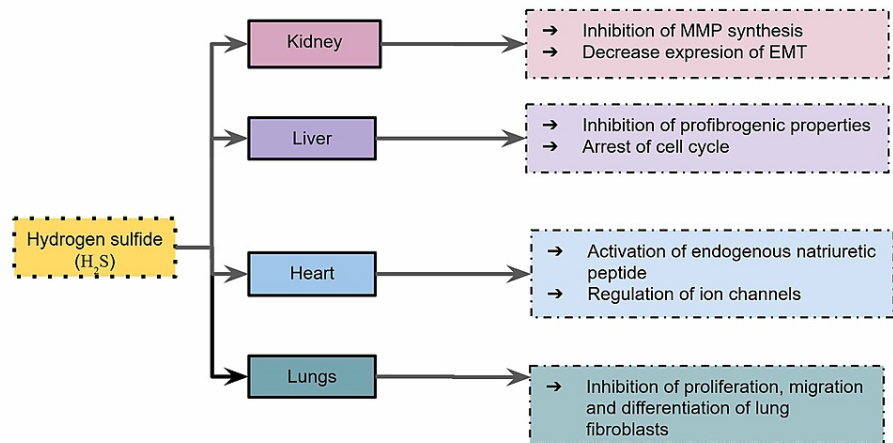 Kidney
➔ Inhibition of MMP synthesis
➔ Decrease expresion of EMT
Liver
➔ Inhibition of profibrogenic properties
➔ Arrest of cell cycle
Hydrogen sulfide
(H₂S)
Heart
➔ Activation of endogenous natriuretic
peptide
➔ Regulation of ion channels
Lungs
➔ Inhibition of proliferation, migration
and differentiation of lung
fibroblasts